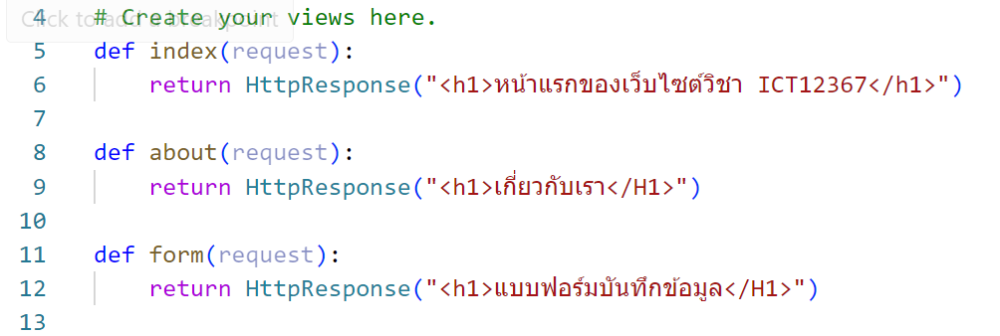 Click to add a breakpoint
4 # Create your views here.
5 def index(request):
6 return HttpResponse("<h1>หน้าแรกของเว็บไซต์วิชา ICT12367</h1>")
7
8 def about(request):
9 return HttpResponse("<h1>เกี่ยวกับเรา</H1>")
10
11 def form(request):
12 return HttpResponse("<h1>แบบฟอร์มบันทึกข้อมูล</H1>")
13